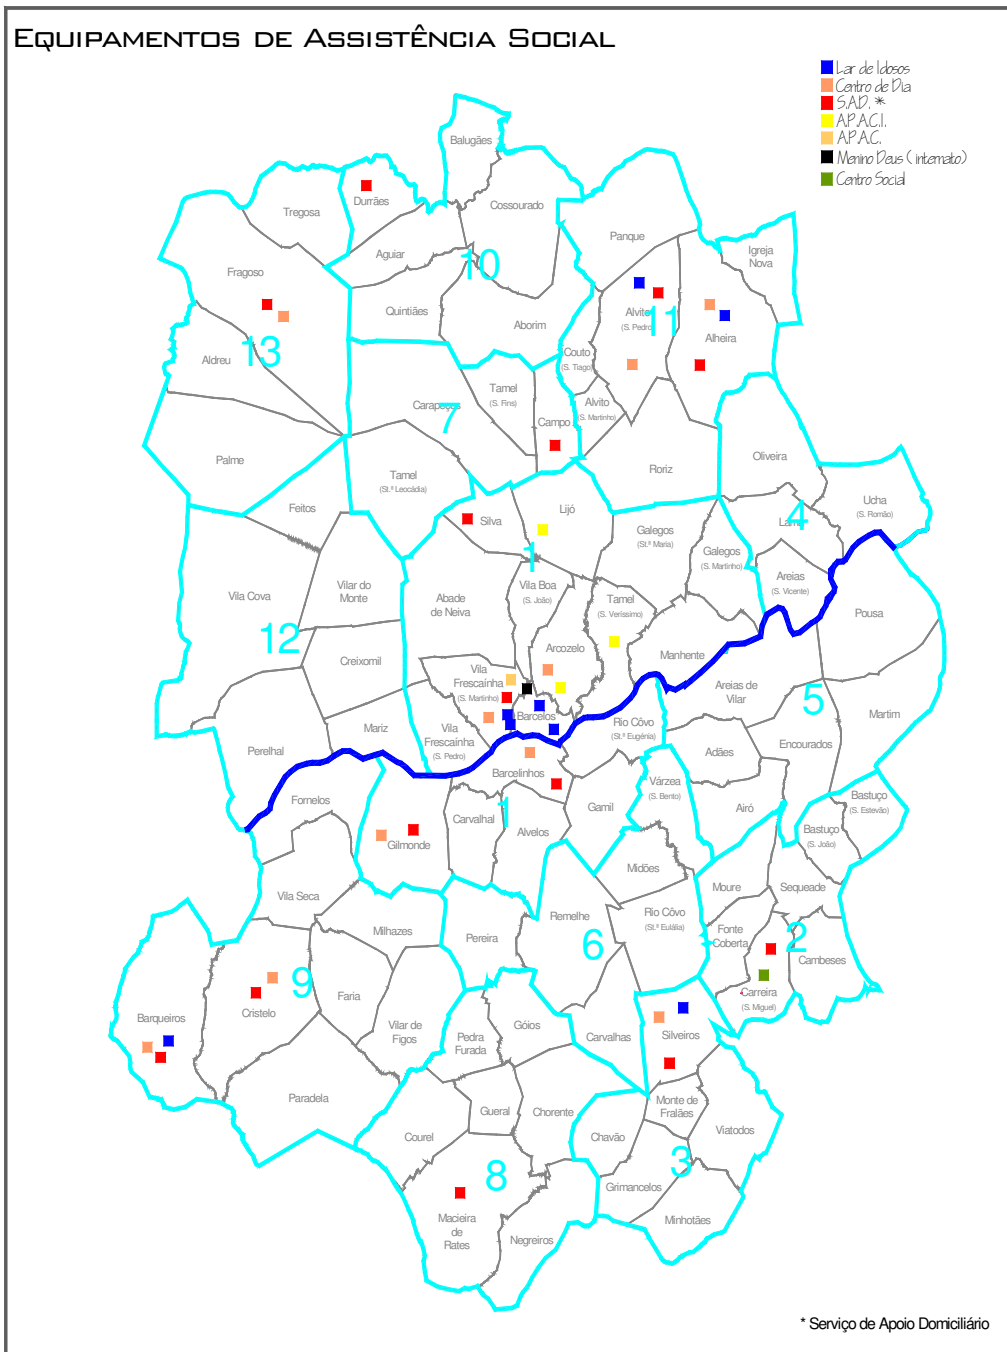 EQUIPAMENTOS DE ASSISTÊNCIA SOCIAL
Lar de Idosos
Centro de Dia
S.A.D. *
A.P.A.C.I.
A.P.A.C.
Menino Deus ( internato)
Centro Social
Balugães
Durrães
Tregosa
Cossourado
Panque
Igreja
Nova
Aguiar
10
Fragoso
Quintiães
Aborim
Alvito
(S. Pedro
11
Alheira
13
Aldreu
Couto
(S. Tiago)
Tamel
(S. Fins)
Carapeços
7
Campo
Alvito
(S. Martinho)
Palme
Tamel
(St.ª Leocádia)
Roriz
Oliveira
Ucha
(S. Romão)
Feitos
Silva
Lijó
1
Galegos
(St.ª Maria)
Galegos
(S. Martinho)
4
Areias
(S. Vicente)
Vila Cova
Vilar do
Monte
Abade
de Neiva
Vila Boa
(S. João)
Tamel
(S. Veríssimo)
Pousa
12
Creixomil
Arcozelo
Manhente
Vila
Frescaínha
(S. Martinho)
Areias de
Vilar
5
Martim
Barcelos
Rio Côvo
(St.ª Eugénia)
Perelhal
Mariz
Vila
Frescaínha
(S. Pedro)
Encourados
Adães
Barcelinhos
Várzea
(S. Bento)
Bastuço
(S. Estevão)
Fornelos
Carvalhal
1
Alvelos
Gamil
Airó
Bastuço
(S. João)
Gilmonde
Midões
Moure
Sequeade
Vila Seca
Milhazes
Pereira
Remelhe
6
Rio Côvo
(St.ª Eulália)
Fonte
Coberta
2
Cambeses
9
Cristelo
Faria
Carreira
(S. Miguel)
Barqueiros
Vilar de
Figos
Pedra
Furada
Góios
Carvalhas
Silveiros
Paradela
Gueral
Chorente
Monte de
Fralães
Viatodos
Courel
Chavão
3
8
Grimancelos
Macieira
de
Rates
Negreiros
Minhotães
* Serviço de Apoio Domiciliário